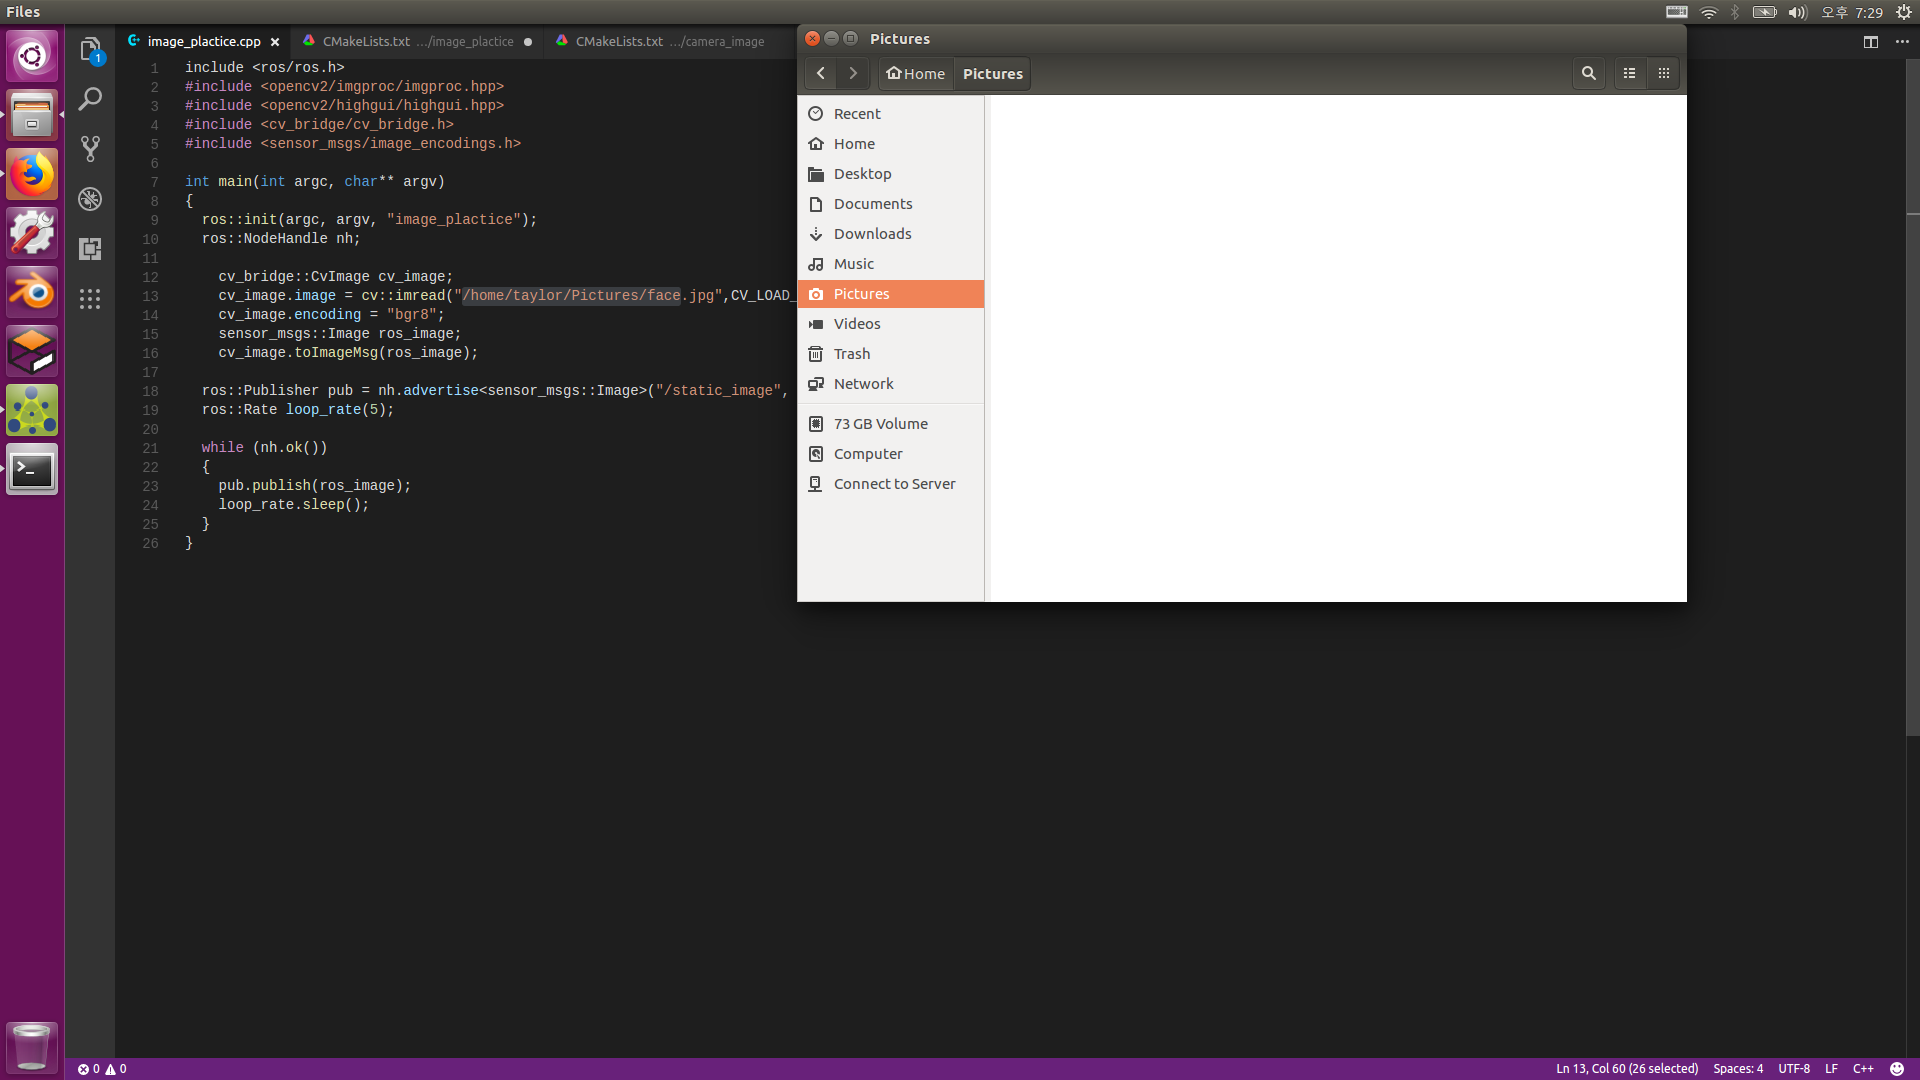 Files
오후 7:29
image_plactice.cpp
CMakeLists.txt .../image_plactice
CMakeLists.txt .../camera_image
1
1 include <ros/ros.h>
2 #include <opencv2/imgproc/imgproc.hpp>
3 #include <opencv2/highgui/highgui.hpp>
4 #include <cv_bridge/cv_bridge.h>
5 #include <sensor_msgs/image_encodings.h>
6
7 int main(int argc, char** argv)
8 {
9 ros::init(argc, argv, "image_plactice");
10 ros::NodeHandle nh;
11
12 cv_bridge::CvImage cv_image;
13 cv_image.image = cv::imread("/home/taylor/Pictures/face.jpg",CV_LOAD_
14 cv_image.encoding = "bgr8";
15 sensor_msgs::Image ros_image;
16 cv_image.toImageMsg(ros_image);
17
18 ros::Publisher pub = nh.advertise<sensor_msgs::Image>("/static_image",
19 ros::Rate loop_rate(5);
20
21 while (nh.ok())
22 {
23 pub.publish(ros_image);
24 loop_rate.sleep();
25 }
26 }
Pictures
Home Pictures
Recent
Home
Desktop
Documents
Downloads
Music
Pictures
Videos
Trash
Network
73 GB Volume
Computer
Connect to Server
0 0
Ln 13, Col 60 (26 selected) Spaces: 4 UTF-8 LF C++